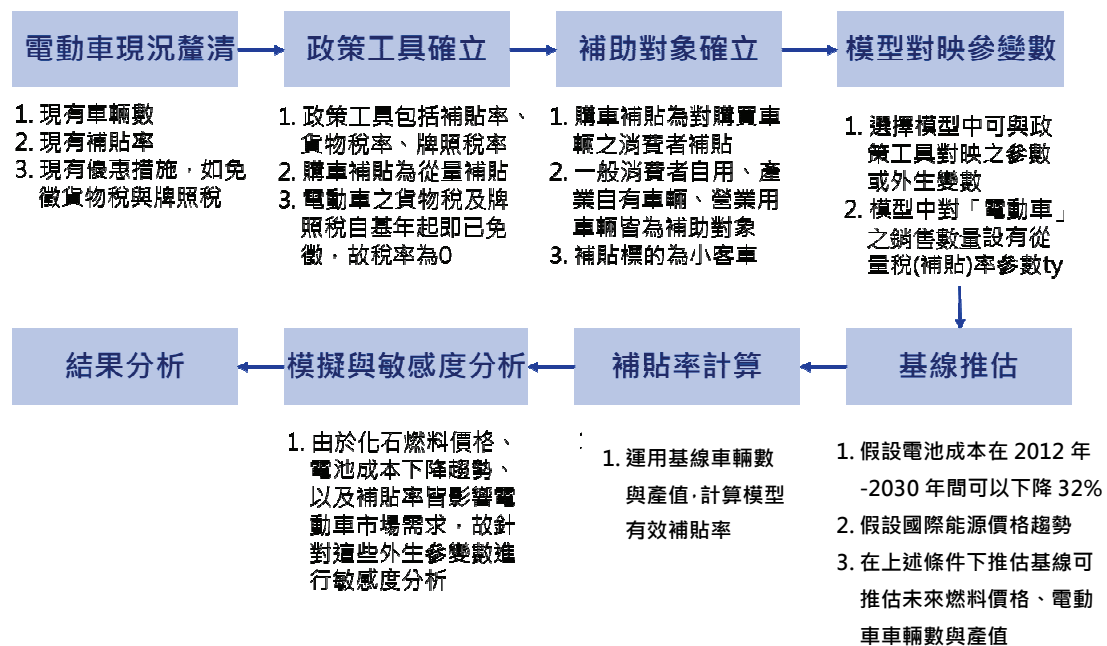 電動車現況釐清
1. 現有車輛數
2. 現有補貼率
3. 現有優惠措施，如免
徵貨物稅與牌照稅
政策工具確立
1. 政策工具包括補貼率、
貨物稅率、牌照稅率
2. 購車補貼為從量補貼
3. 電動車之貨物稅及牌
照稅自基年起即已免
徵，故稅率為0
補助對象確立
1. 購車補貼為對購買車
輛之消費者補貼
2. 一般消費者自用、產
業自有車輛、營業用
車輛皆為補助對象
3. 補貼標的為小客車
模型對映參變數
1. 選擇模型中可與政
策工具對映之參數
或外生變數
2. 模型中對「電動車」
之銷售數量設有從
量稅(補貼)率參數ty
基線推估
1. 假設電池成本在 2012 年
-2030 年間可以下降 32%
2. 假設國際能源價格趨勢
3. 在上述條件下推估基線可
推估未來燃料價格、電動
車車輛數與產值
補貼率計算
1. 運用基線車輛數
與產值，計算模型
有效補貼率
模擬與敏感度分析
1. 由於化石燃料價格、
電池成本下降趨勢、
以及補貼率皆影響電
動車市場需求，故針
對這些外生參變數進
行敏感度分析
結果分析